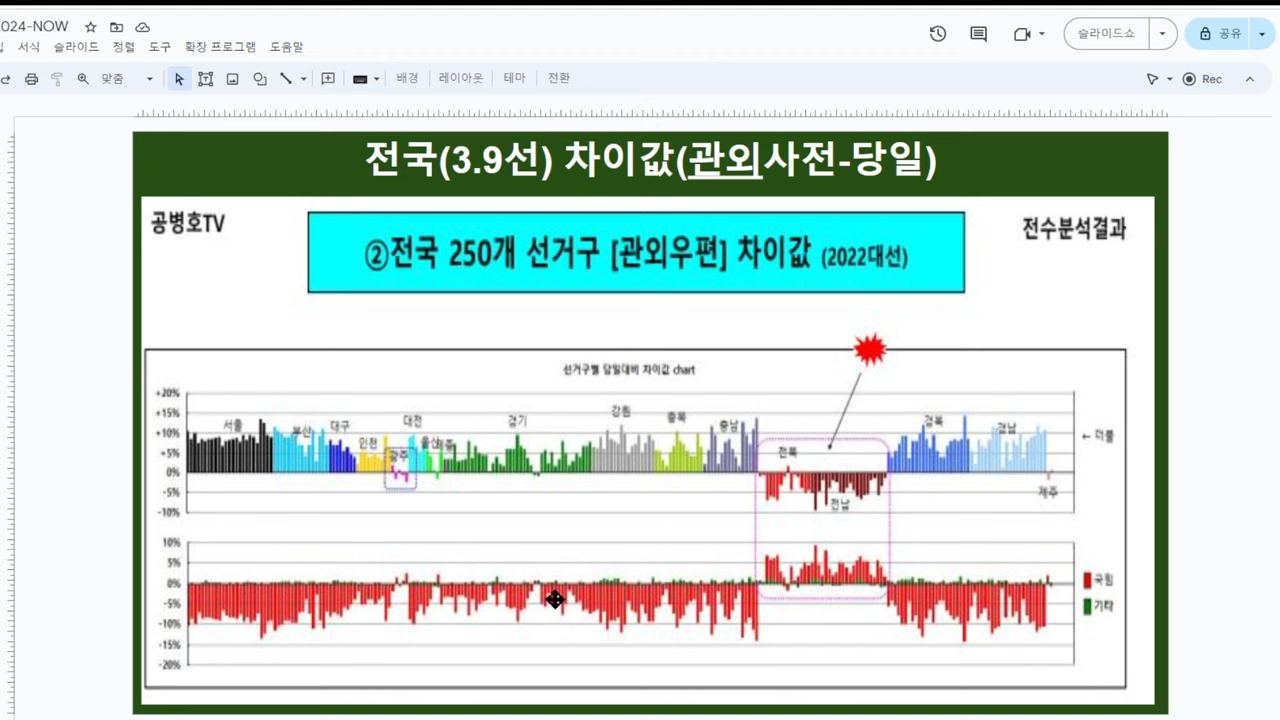 024-NOW
서식 슬라이드 정렬 도구 확장 프로그램 도움말
슬라이드쇼
공유
맞춤
배경 레이아웃 테마 전환
Rec
전국(3.9선) 차이값(관외사전-당일)
공병호TV
전수분석결과
②전국 250개 선거구 [관외우편] 차이값 (2022대선)
선거구별 당일대비 차이값 chart
+20%
+15%
+10%
+5%
0%
-5%
-10%
서울 부산 대구 인천 광주 대전 울산 경기 강원 충북 충남 전북 전남 경북 경남 제주
← 더불
10%
5%
0%
-5%
-10%
-15%
-20%
국힘
기타